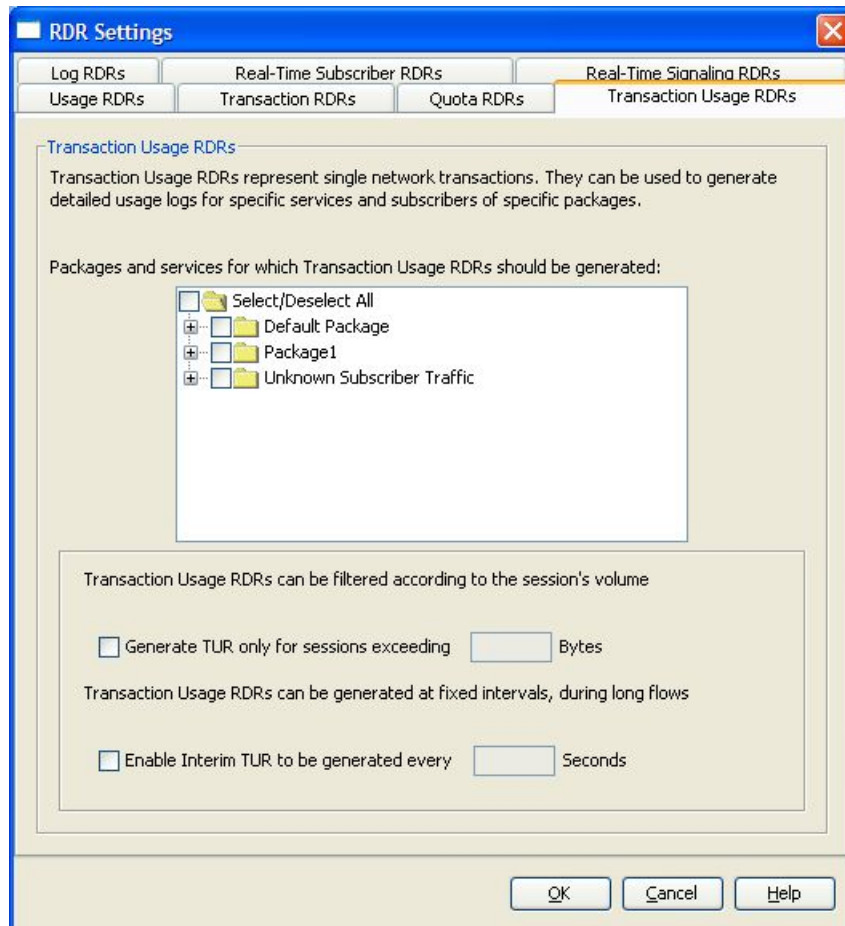 RDR Settings
Log RDRs Real-Time Subscriber RDRs Real-Time Signaling RDRs
Usage RDRs Transaction RDRs Quota RDRs Transaction Usage RDRs
Transaction Usage RDRs
Transaction Usage RDRs represent single network transactions. They can be used to generate
detailed usage logs for specific services and subscribers of specific packages.
Packages and services for which Transaction Usage RDRs should be generated:
Select/Deselect All
Default Package
Package1
Unknown Subscriber Traffic
Transaction Usage RDRs can be filtered according to the session's volume
Generate TUR only for sessions exceeding Bytes
Transaction Usage RDRs can be generated at fixed intervals, during long flows
Enable Interim TUR to be generated every Seconds
OK Cancel Help